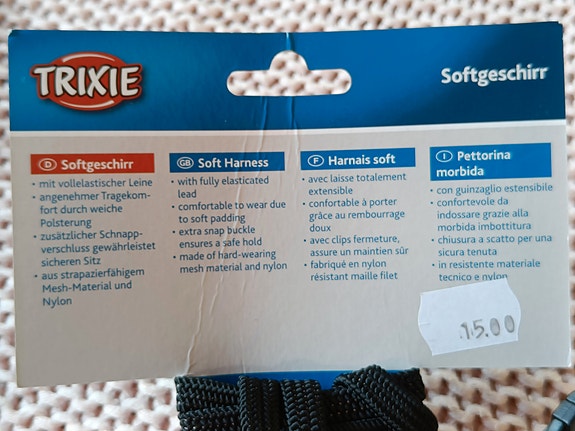 TRIXIE
Softgeschirr
D Softgeschirr
• mit vollelastischer Leine
• angenehmer Tragekom-
fort durch weiche
Polsterung
• zusätzlicher Schnapp-
verschluss gewährleistet
sicheren Sitz
• aus strapazierfähigem
Mesh-Material und
Nylon
GB Soft Harness
• with fully elasticated
lead
• comfortable to wear due
to soft padding
• extra snap buckle
ensures a safe hold
• made of hard-wearing
mesh material and nylon
F Harnais soft
• avec laisse totalement
extensible
• confortable à porter
grâce au rembourrage
doux
• avec clips fermeture,
assure un maintien sûr
• fabriqué en nylon
résistant maille filet
I Pettorina
morbida
• con guinzaglio estensibile
• confortevole da
indossare grazie alla
morbida imbottitura
• chiusura a scatto per una
sicura tenuta
• in resistente materiale
tecnico e nylon
15.00